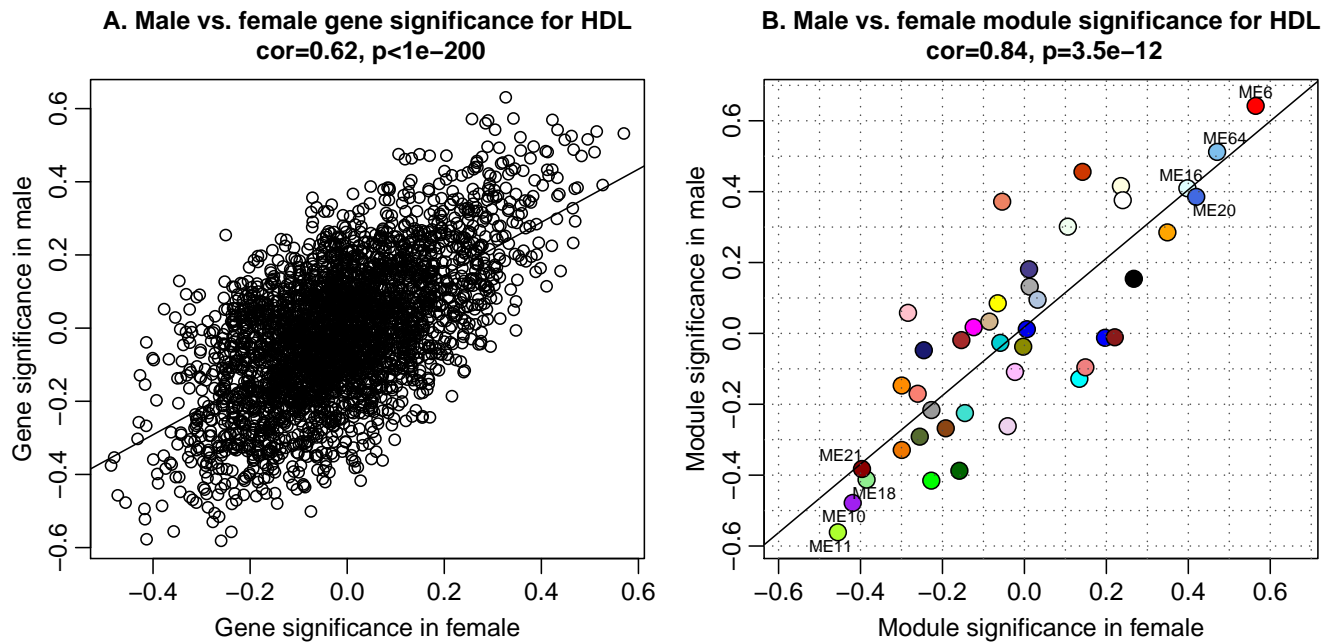 A. Male vs. female gene significance for HDL
cor=0.62, p<1e−200
Gene significance in male
0.6
0.4
0.2
0.0
−0.2
−0.4
−0.6
−0.4
−0.2
0.0
0.2
0.4
0.6
Gene significance in female
B. Male vs. female module significance for HDL
cor=0.84, p=3.5e−12
Module significance in male
0.6
0.4
0.2
0.0
−0.2
−0.4
−0.6
ME6
ME64
ME16
ME20
ME21
ME18
ME10
ME11
−0.6
−0.4
−0.2
0.0
0.2
0.4
0.6
Module significance in female